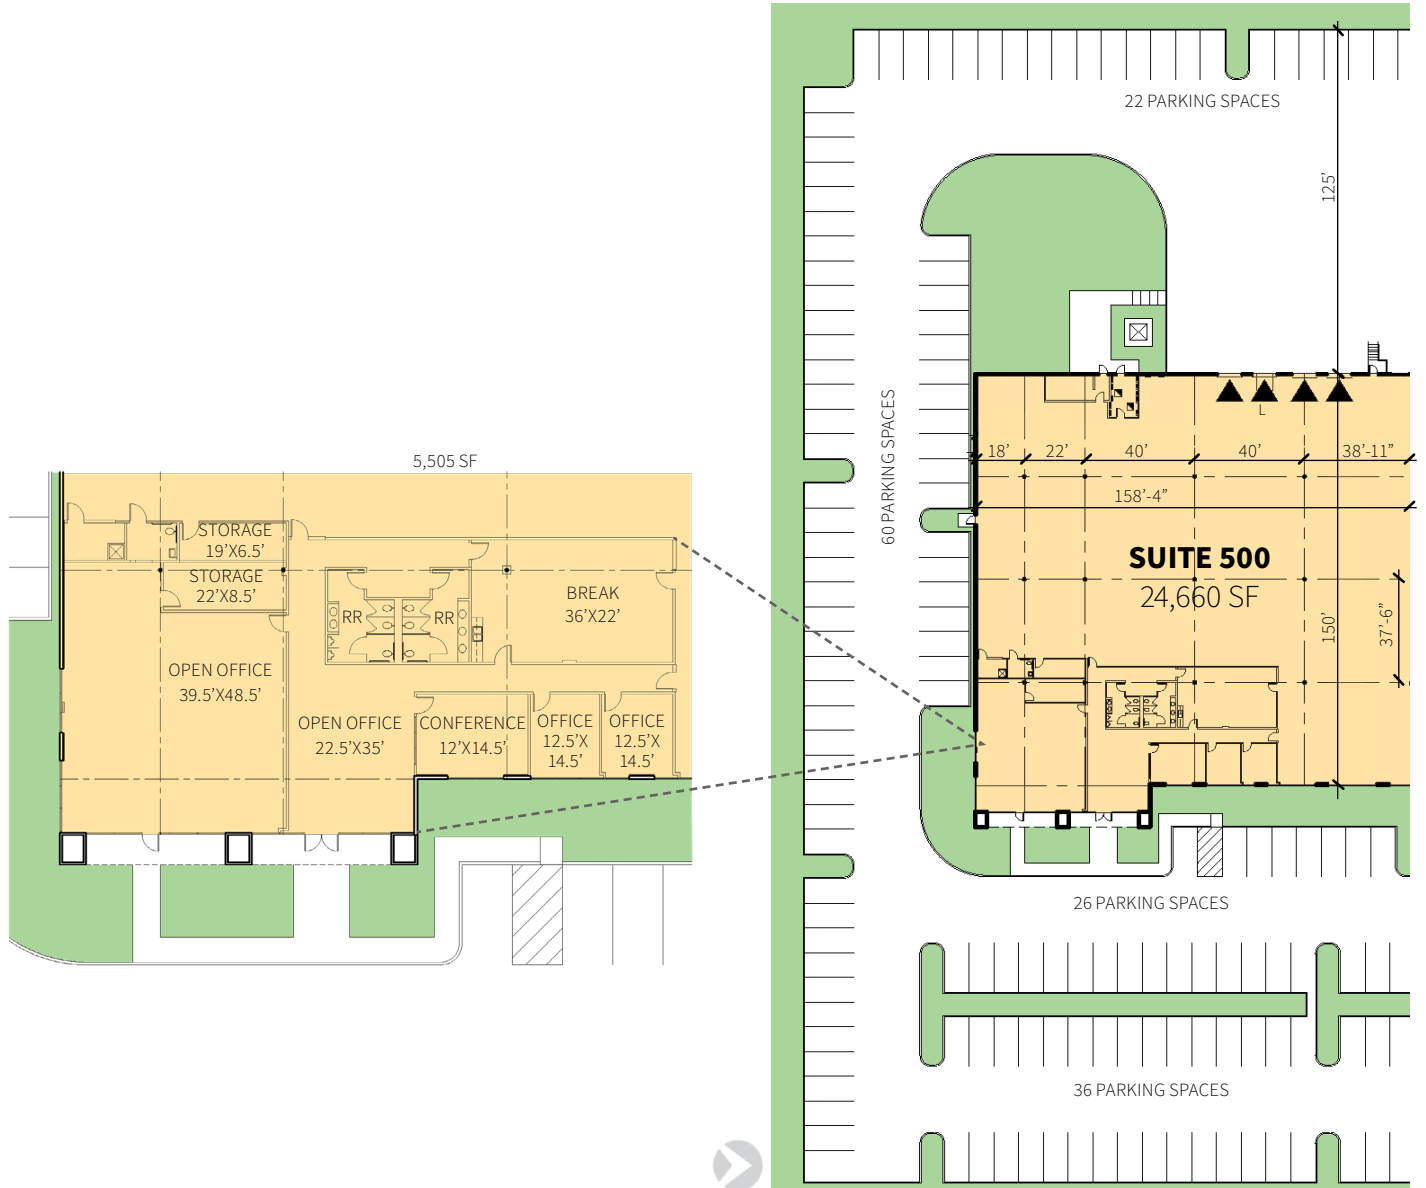 22 PARKING SPACES
125’
60 PARKING SPACES
L
18’
22’
40’
40’
38’-11”
158’-4”
SUITE 500
24,660 SF
150’
37’-6”
5,505 SF
STORAGE
19’X6.5’
STORAGE
22’X8.5’
RR
RR
BREAK
36’X22’
OPEN OFFICE
39.5’X48.5’
OPEN OFFICE
22.5’X35’
CONFERENCE
12’X14.5’
OFFICE
12.5’X
14.5’
OFFICE
12.5’X
14.5’
26 PARKING SPACES
36 PARKING SPACES